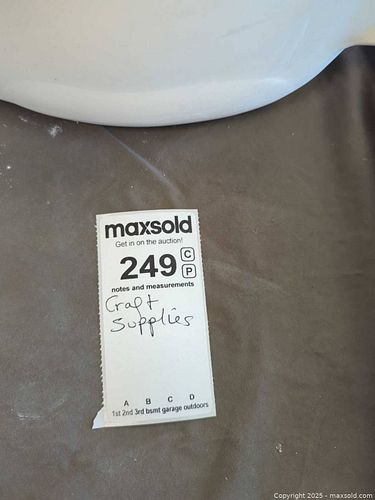 maxsold
Get in on the auction!
249 C P
notes and measurements
Craft
Supplies
A B C D
1st 2nd 3rd bsmt garage outdoors
Copyright 2025 - maxsold.com